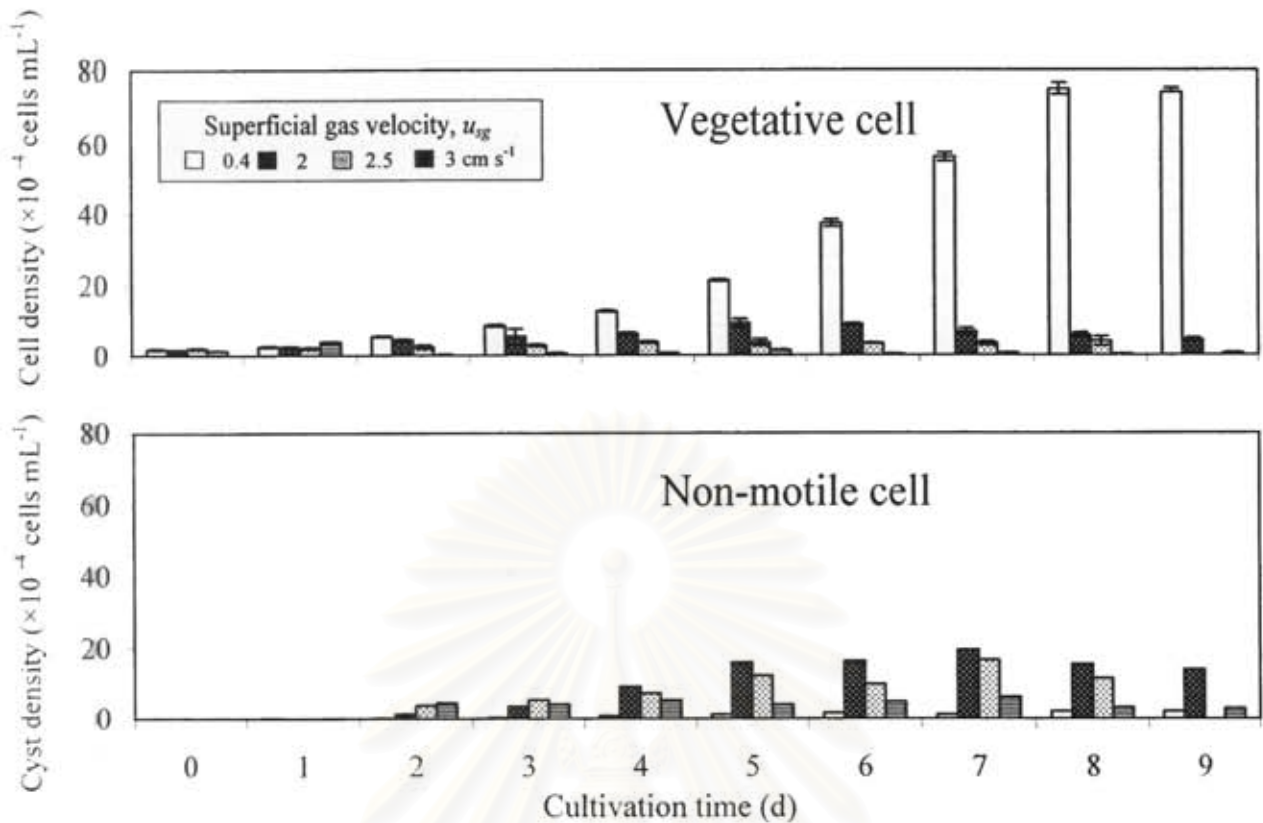 80
60
40
20
0
Cell density (×10⁻⁴ cells mL⁻¹)
Superficial gas velocity, u_sg
0.4 2 2.5 3 cm s⁻¹
Vegetative cell
80
60
40
20
0
Cyst density (×10⁻⁴ cells mL⁻¹)
Non-motile cell
0 1 2 3 4 5 6 7 8 9
Cultivation time (d)